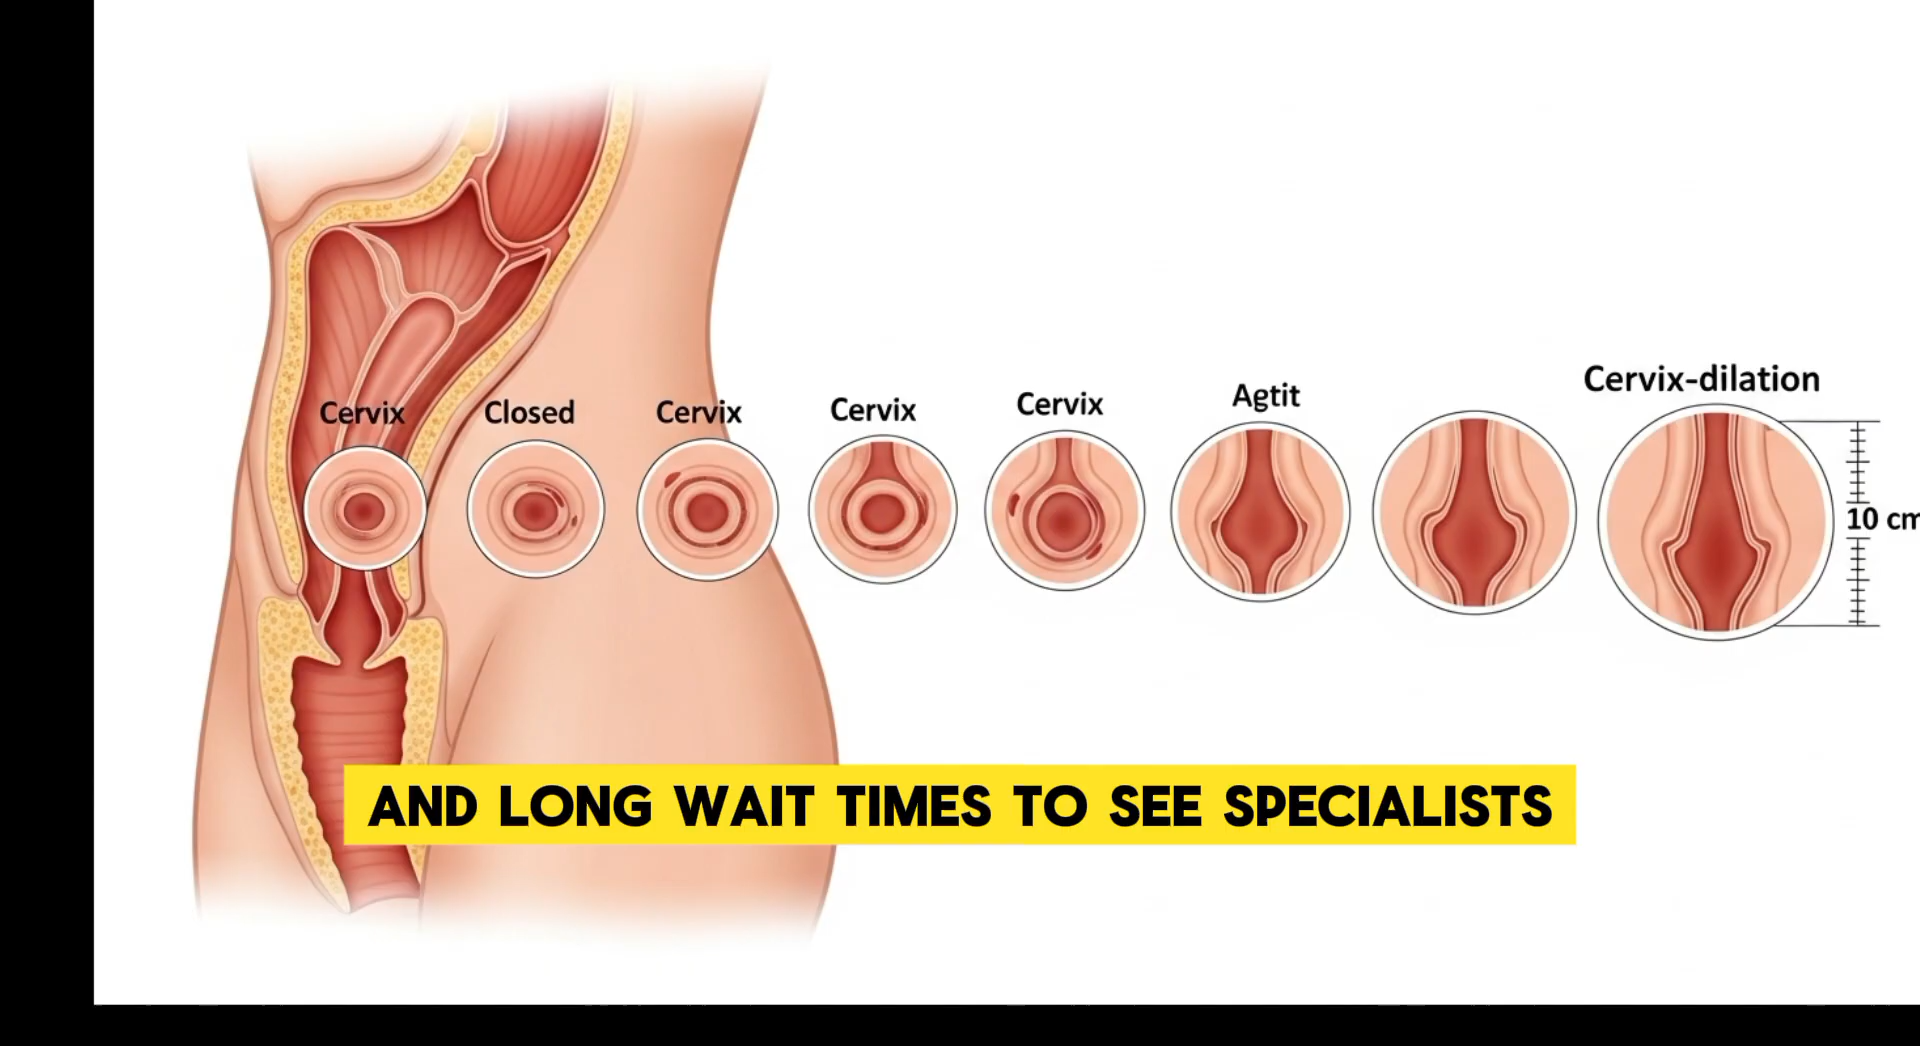 Cervix-dilation
Cervix Closed Cervix Cervix Cervix Agtit
10 cm
AND LONG WAIT TIMES TO SEE SPECIALISTS